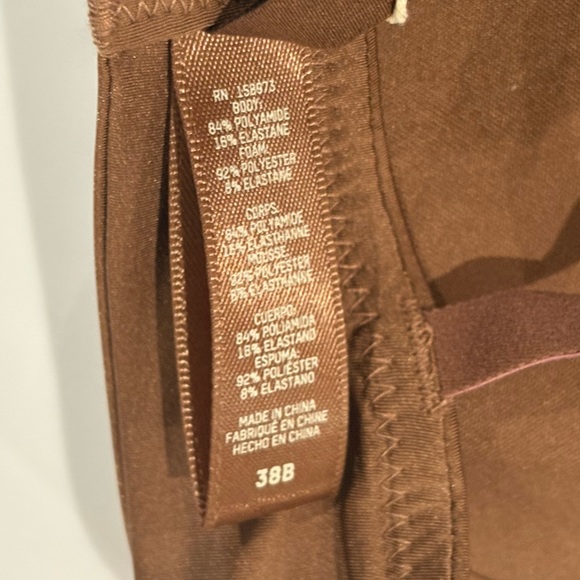 RN 158973
BODY:
84% POLYAMIDE
16% ELASTANE
FOAM:
92% POLYESTER
8% ELASTANE
CORPS:
84% POLYAMIDE
16% ELASTHANNE
MOUSSE:
92% POLYESTER
8% ELASTHANNE
CUERPO:
84% POLIAMIDA
16% ELASTANO
ESPUMA:
92% POLIÉSTER
8% ELASTANO
MADE IN CHINA
FABRIQUÉ EN CHINE
HECHO EN CHINA
38B